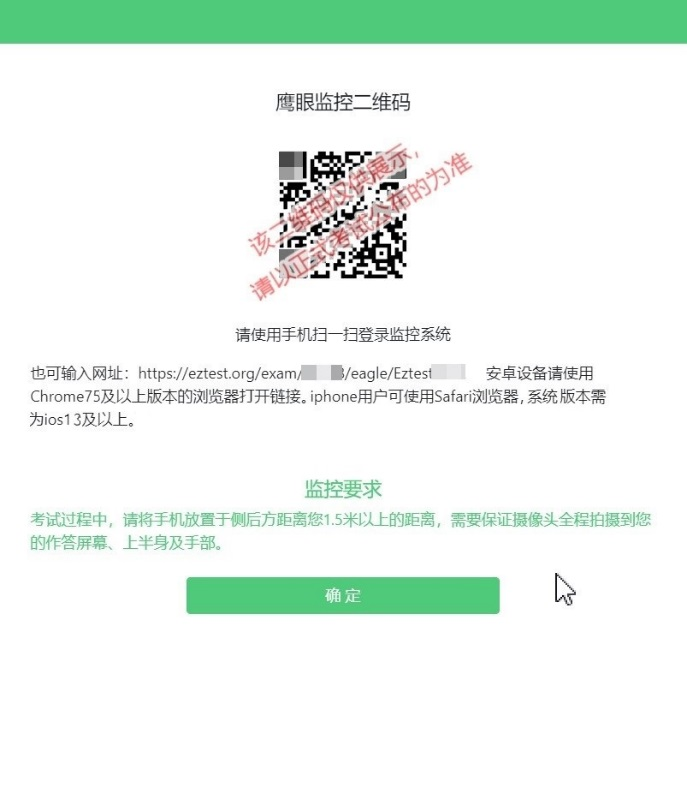 鹰眼监控二维码
该二维码仅供展示，
请以正式考试公布的为准
请使用手机扫一扫登录监控系统
也可输入网址：https://eztest.org/exam/ 3/eagle/Eztest 安卓设备请使用
Chrome75及以上版本的浏览器打开链接。iphone用户可使用Safari浏览器，系统版本需
为ios13及以上。
监控要求
考试过程中，请将手机放置于侧后方距离您1.5米以上的距离，需要保证摄像头全程拍摄到您
的作答屏幕、上半身及手部。
确定